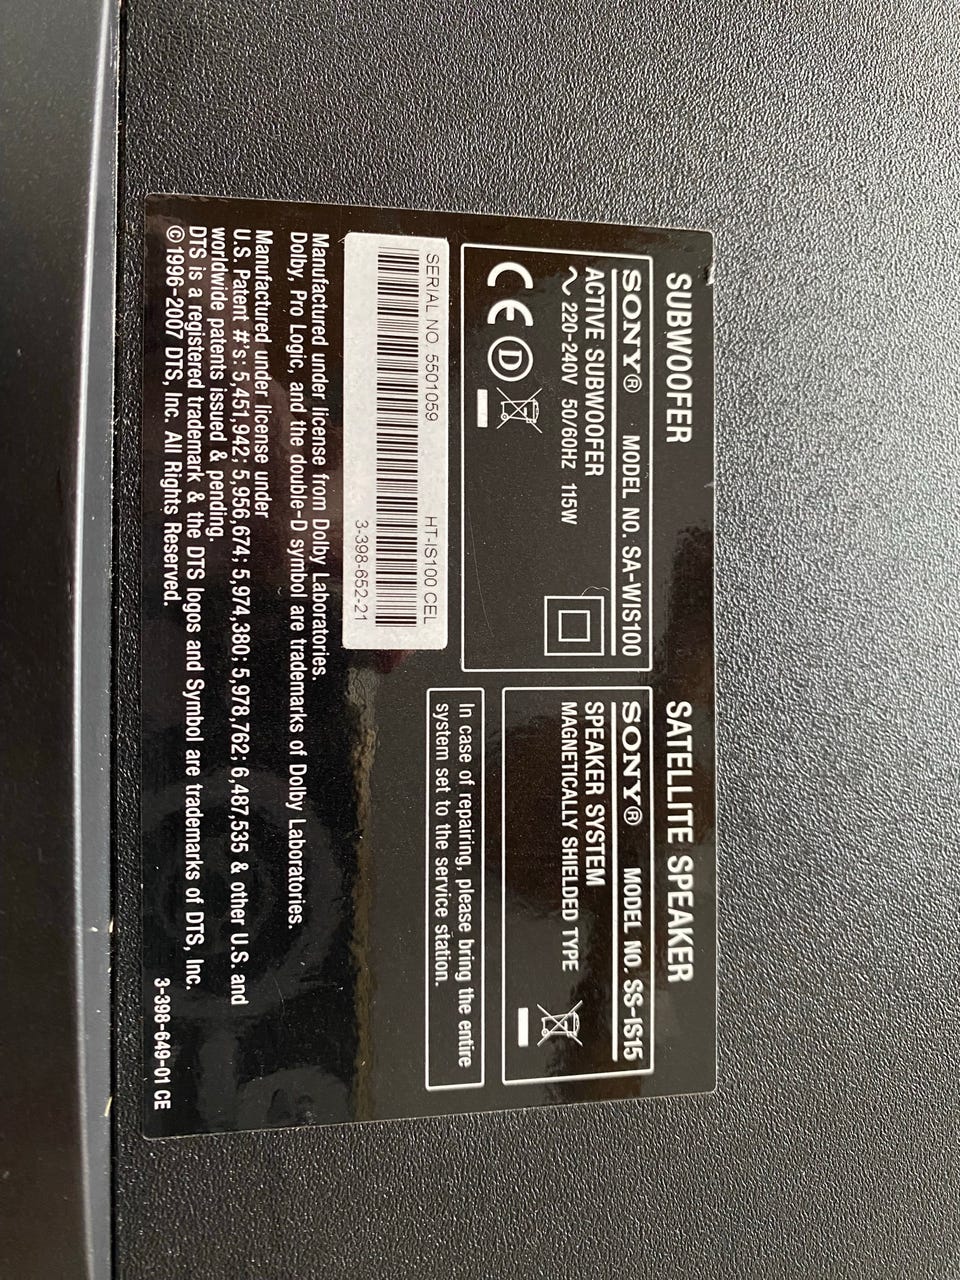 SUBWOOFER
SONY® MODEL NO. SA-WIS100
ACTIVE SUBWOOFER
~ 220-240V 50/60HZ 115W
CE D
SERIAL NO. 5501059 HT-IS100 CEL
3-398-652-21
SATELLITE SPEAKER
SONY® MODEL NO. SS-IS15
SPEAKER SYSTEM
MAGNETICALLY SHIELDED TYPE
In case of repairing, please bring the entire
system set to the service station.
Manufactured under license from Dolby Laboratories.
Dolby, Pro Logic, and the double-D symbol are trademarks of Dolby Laboratories.
Manufactured under license under
U.S. Patent #'s: 5,451,942; 5,956,674; 5,974,380; 5,978,762; 6,487,535 & other U.S. and
worldwide patents issued & pending.
DTS is a registered trademark & the DTS logos and Symbol are trademarks of DTS, Inc.
©1996-2007 DTS, Inc. All Rights Reserved.
3-398-649-01 CE